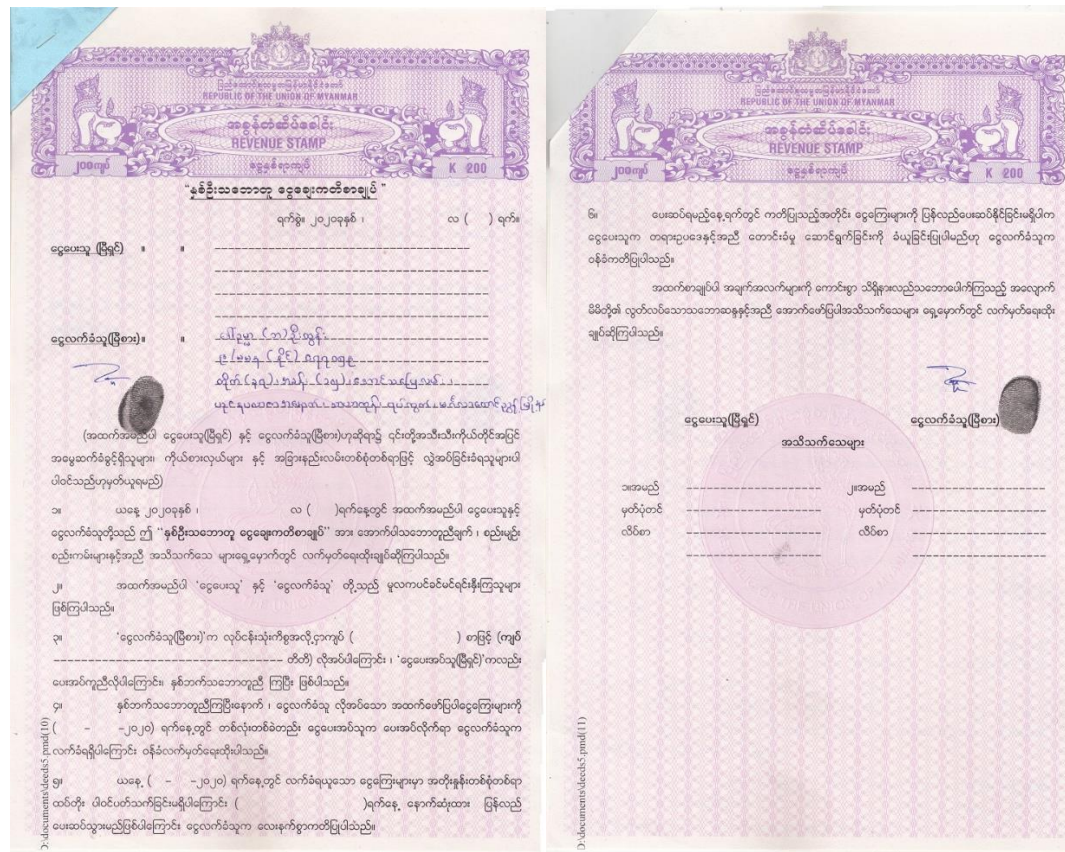 ပြည်ထောင်စုသမ္မတမြန်မာနိုင်ငံတော်
REPUBLIC OF THE UNION OF MYANMAR
အခွန်တံဆိပ်ခေါင်း
REVENUE STAMP
၂၀၀ကျပ်
ငွေနှစ်ရာကျပ်
K 200
"နှစ်ဦးသဘောတူ ငွေချေးကတိစာချုပ် "
ရက်စွဲ။ ၂၀၂၀ခုနှစ် ၊ လ ( ) ရက်။
ငွေပေးသူ (မြီရှင်) ။ ။
ငွေလက်ခံသူ(မြီစား)။ ။
(အထက်အမည်ပါ ငွေပေးသူ(မြီရှင်) နှင့် ငွေလက်ခံသူ(မြီစား)ဟုဆိုရာ၌ ၎င်းတို့အသီးသီးကိုယ်တိုင်အပြင်
အမွေဆက်ခံခွင့်ရှိသူများ၊ ကိုယ်စားလှယ်များ နှင့် အခြားနည်းလမ်းတစ်စုံတစ်ရာဖြင့် လွှဲအပ်ခြင်းခံရသူများပါ
ပါဝင်သည်ဟုမှတ်ယူရမည်)
၁။ ယနေ့ ၂၀၂၀ခုနှစ် ၊ လ ( )ရက်နေ့တွင် အထက်အမည်ပါ ငွေပေးသူနှင့်
ငွေလက်ခံသူတို့သည် ဤ "နှစ်ဦးသဘောတူ ငွေချေးကတိစာချုပ်" အား အောက်ပါသဘောတူညီချက် ၊ စည်းမျဉ်း
စည်းကမ်းများနှင့်အညီ အသိသက်သေ များရှေ့မှောက်တွင် လက်မှတ်ရေးထိုးချုပ်ဆိုကြပါသည်။
၂။ အထက်အမည်ပါ 'ငွေပေးသူ' နှင့် 'ငွေလက်ခံသူ' တို့သည် မူလကပင်ခင်မင်ရင်းနှီးကြသူများ
ဖြစ်ကြပါသည်။
၃။ 'ငွေလက်ခံသူ(မြီစား)'က လုပ်ငန်းသုံးကိစ္စအလို့ငှာကျပ် ( ) စာဖြင့် (ကျပ်
တိတိ) လိုအပ်ပါကြောင်း ၊ 'ငွေပေးအပ်သူ(မြီရှင်)'ကလည်း
ပေးအပ်ကူညီလိုပါကြောင်း၊ နှစ်ဘက်သဘောတူညီ ကြပြီး ဖြစ်ပါသည်။
၄။ နှစ်ဘက်သဘောတူညီကြပြီးနောက် ၊ ငွေလက်ခံသူ လိုအပ်သော အထက်ဖော်ပြပါငွေကြေးများကို
( – –၂၀၂၀) ရက်နေ့တွင် တစ်လုံးတစ်ခဲတည်း ငွေပေးအပ်သူက ပေးအပ်လိုက်ရာ ငွေလက်ခံသူက
လက်ခံရရှိပါကြောင်း ဝန်ခံလက်မှတ်ရေးထိုးပါသည်။
၅။ ယနေ့ ( – –၂၀၂၀) ရက်နေ့တွင် လက်ခံရယူသော ငွေကြေးများမှာ အတိုးနှုန်းတစ်စုံတစ်ရာ
ထပ်တိုး ပါဝင်ပတ်သက်ခြင်းမရှိပါကြောင်း ( )ရက်နေ့ နောက်ဆုံးထား ပြန်လည်
ပေးဆပ်သွားမည်ဖြစ်ပါကြောင်း ငွေလက်ခံသူက လေးနက်စွာကတိပြုပါသည်။
D:\documents\deeds5.pmd(10)
ပြည်ထောင်စုသမ္မတမြန်မာနိုင်ငံတော်
REPUBLIC OF THE UNION OF MYANMAR
အခွန်တံဆိပ်ခေါင်း
REVENUE STAMP
၂၀၀ကျပ်
ငွေနှစ်ရာကျပ်
K 200
၆။ ပေးဆပ်ရမည့်နေ့ရက်တွင် ကတိပြုသည့်အတိုင်း ငွေကြေးများကို ပြန်လည်ပေးဆပ်နိုင်ခြင်းမရှိပါက
ငွေပေးသူက တရားဥပဒေနှင့်အညီ တောင်းခံမှု ဆောင်ရွက်ခြင်းကို ခံယူခြင်းပြုပါမည်ဟု ငွေလက်ခံသူက
ဝန်ခံကတိပြုပါသည်။
အထက်စာချုပ်ပါ အချက်အလက်များကို ကောင်းစွာ သိရှိနားလည်သဘောပေါက်ကြသည့် အလျောက်
မိမိတို့၏ လွတ်လပ်သောသဘောဆန္ဒနှင့်အညီ အောက်ဖော်ပြပါအသိသက်သေများ ရှေ့မှောက်တွင် လက်မှတ်ရေးထိုး
ချုပ်ဆိုကြပါသည်။
ငွေပေးသူ(မြီရှင်) ငွေလက်ခံသူ(မြီစား)
အသိသက်သေများ
၁။အမည် ၂။အမည်
မှတ်ပုံတင် မှတ်ပုံတင်
လိပ်စာ လိပ်စာ
D:\documents\deeds5.pmd(11)